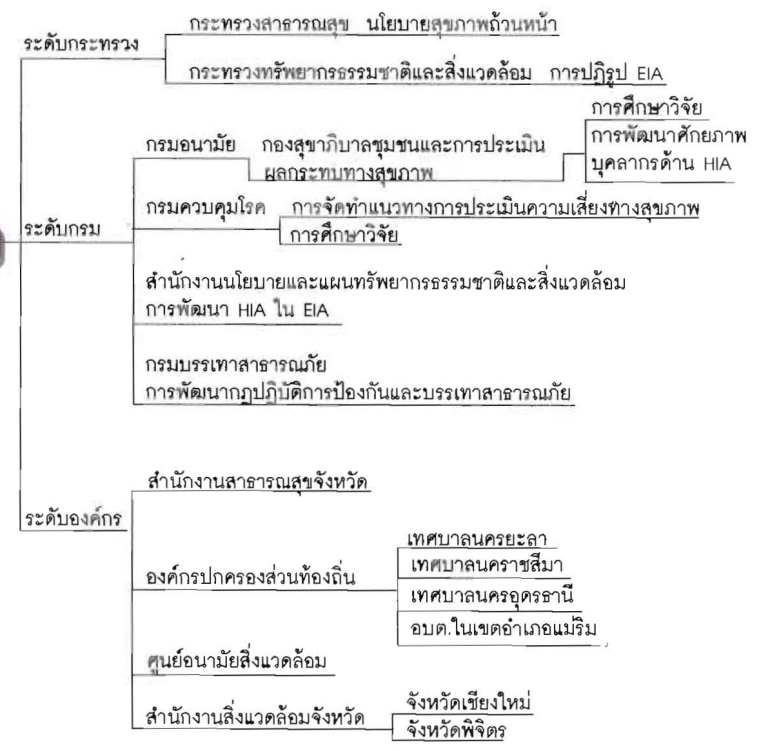 ระดับกระทรวง
กระทรวงสาธารณสุข นโยบายสุขภาพถ้วนหน้า
กระทรวงทรัพยากรธรรมชาติและสิ่งแวดล้อม การปฏิรูป EIA
ระดับกรม
กรมอนามัย กองสุขาภิบาลชุมชนและการประเมิน
ผลกระทบทางสุขภาพ
การศึกษาวิจัย
การพัฒนาศักยภาพ
บุคลากรด้าน HIA
กรมควบคุมโรค การจัดทำแนวทางการประเมินความเสี่ยงทางสุขภาพ
การศึกษาวิจัย
สำนักงานนโยบายและแผนทรัพยากรธรรมชาติและสิ่งแวดล้อม
การพัฒนา HIA ใน EIA
กรมบรรเทาสาธารณภัย
การพัฒนากฎปฏิบัติการป้องกันและบรรเทาสาธารณภัย
ระดับองค์กร
สำนักงานสาธารณสุขจังหวัด
องค์กรปกครองส่วนท้องถิ่น
เทศบาลนครยะลา
เทศบาลนคราชสีมา
เทศบาลนครอุดรธานี
อบต.ในเขตอำเภอแม่ริม
ศูนย์อนามัยสิ่งแวดล้อม
สำนักงานสิ่งแวดล้อมจังหวัด
จังหวัดเชียงใหม่
จังหวัดพิจิตร